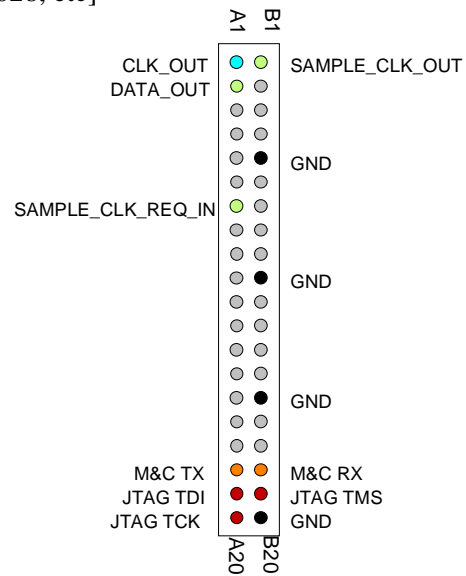 A1 B1
CLK_OUT SAMPLE_CLK_OUT
DATA_OUT
GND
SAMPLE_CLK_REQ_IN
GND
GND
M&C TX M&C RX
JTAG TDI JTAG TMS
JTAG TCK GND
A20 B20